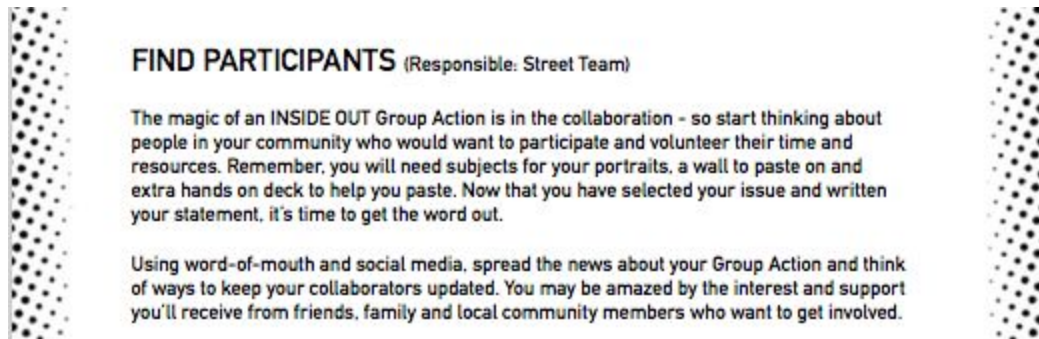 FIND PARTICIPANTS (Responsible: Street Team)
The magic of an INSIDE OUT Group Action is in the collaboration - so start thinking about
people in your community who would want to participate and volunteer their time and
resources. Remember, you will need subjects for your portraits, a wall to paste on and
extra hands on deck to help you paste. Now that you have selected your issue and written
your statement, it's time to get the word out.
Using word-of-mouth and social media, spread the news about your Group Action and think
of ways to keep your collaborators updated. You may be amazed by the interest and support
you'll receive from friends, family and local community members who want to get involved.